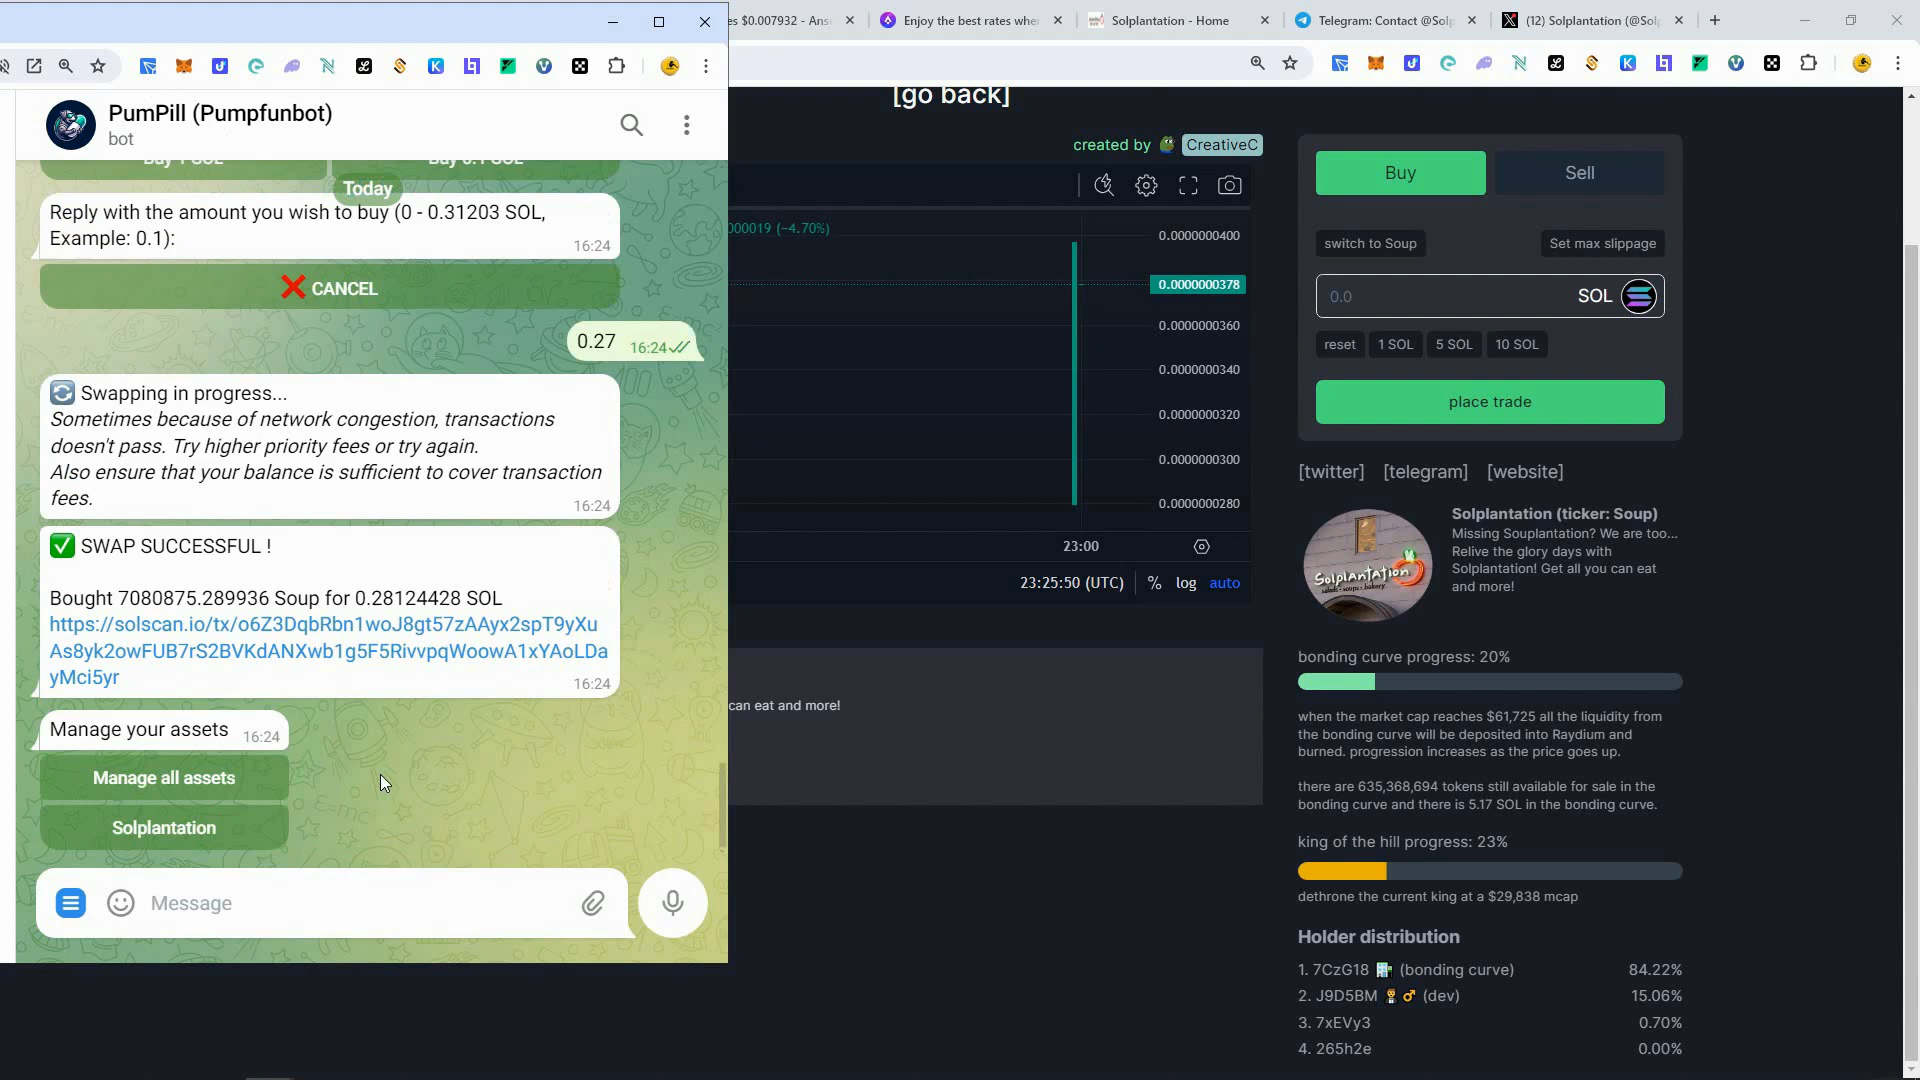 es $0.007932 - Ans
Enjoy the best rates whe
Solplantation - Home
Telegram: Contact @Sol
(12) Solplantation (@Sol
PumPill (Pumpfunbot)
bot
Buy 1 SOL
Buy 0.1 SOL
Today
Reply with the amount you wish to buy (0 - 0.31203 SOL,
Example: 0.1):
16:24
❌ CANCEL
0.27 16:24
Swapping in progress...
Sometimes because of network congestion, transactions
doesn't pass. Try higher priority fees or try again.
Also ensure that your balance is sufficient to cover transaction
fees.
16:24
✅ SWAP SUCCESSFUL !
Bought 7080875.289936 Soup for 0.28124428 SOL
https://solscan.io/tx/o6Z3DqbRbn1woJ8gt57zAAyx2spT9yXu
As8yk2owFUB7rS2BVKdANXwb1g5F5RivvpqWoowA1xYAoLDa
yMci5yr
16:24
Manage your assets 16:24
Manage all assets
Solplantation
Message
[go back]
created by CreativeC
000019 (−4.70%)
0.0000000400
0.0000000378
0.0000000360
0.0000000340
0.0000000320
0.0000000300
0.0000000280
23:00
23:25:50 (UTC) % log auto
can eat and more!
Buy
Sell
switch to Soup
Set max slippage
0.0
SOL
reset
1 SOL
5 SOL
10 SOL
place trade
[twitter] [telegram] [website]
Solplantation
salads • soups • bakery
Solplantation (ticker: Soup)
Missing Souplantation? We are too...
Relive the glory days with
Solplantation! Get all you can eat
and more!
bonding curve progress: 20%
when the market cap reaches $61,725 all the liquidity from
the bonding curve will be deposited into Raydium and
burned. progression increases as the price goes up.
there are 635,368,694 tokens still available for sale in the
bonding curve and there is 5.17 SOL in the bonding curve.
king of the hill progress: 23%
dethrone the current king at a $29,838 mcap
Holder distribution
1. 7CzG18 (bonding curve) 84.22%
2. J9D5BM (dev) 15.06%
3. 7xEVy3 0.70%
4. 265h2e 0.00%